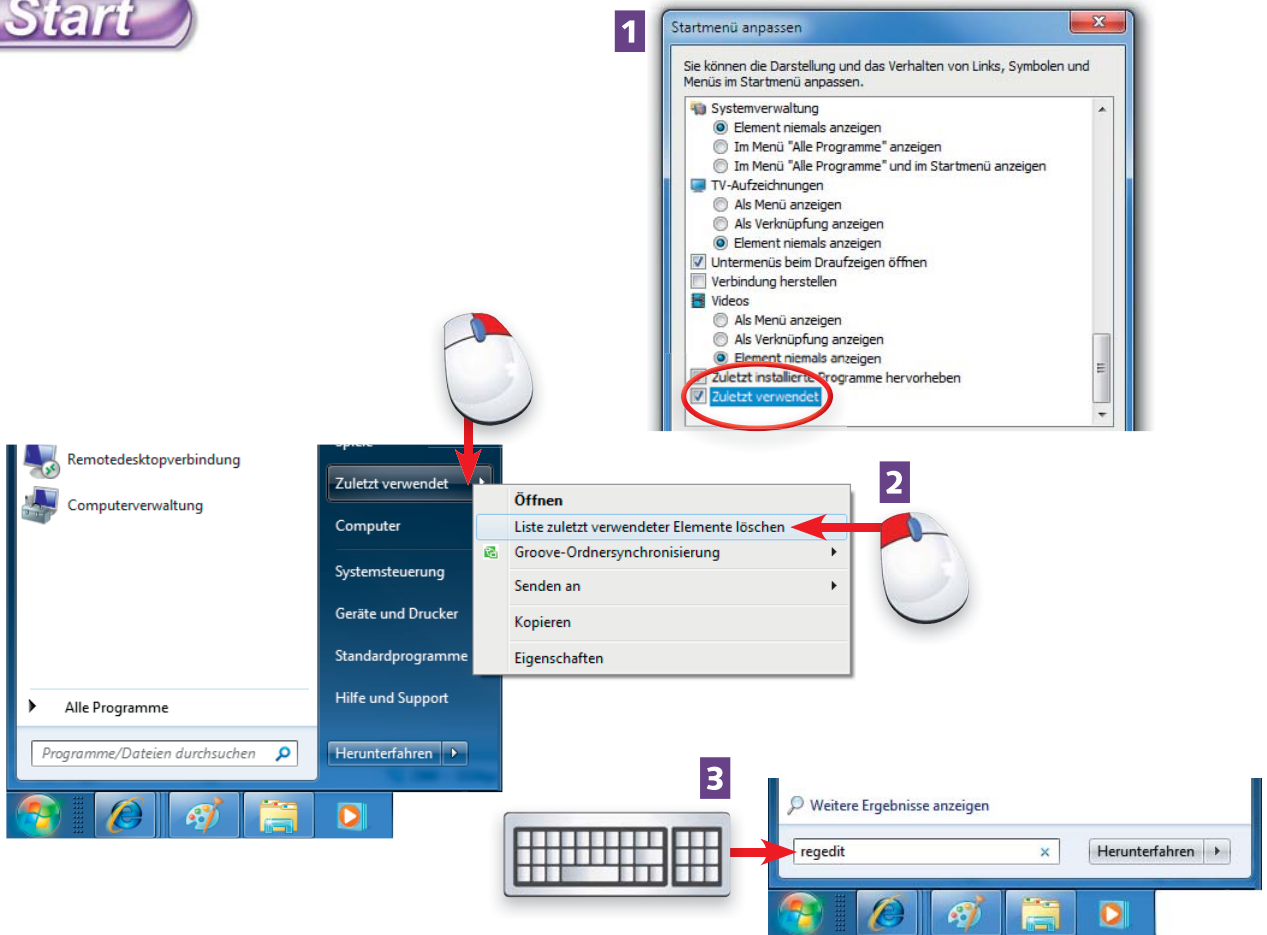 Start
1
Startmenü anpassen
Sie können die Darstellung und das Verhalten von Links, Symbolen und
Menüs im Startmenü anpassen.
Systemverwaltung
Element niemals anzeigen
Im Menü "Alle Programme" anzeigen
Im Menü "Alle Programme" und im Startmenü anzeigen
TV-Aufzeichnungen
Als Menü anzeigen
Als Verknüpfung anzeigen
Element niemals anzeigen
Untermenüs beim Draufzeigen öffnen
Verbindung herstellen
Videos
Als Menü anzeigen
Als Verknüpfung anzeigen
Element niemals anzeigen
Zuletzt installierte Programme hervorheben
Zuletzt verwendet
Remotedesktopverbindung
Computerverwaltung
Alle Programme
Programme/Dateien durchsuchen
Spiele
Zuletzt verwendet
Computer
Systemsteuerung
Geräte und Drucker
Standardprogramme
Hilfe und Support
Herunterfahren
2
Öffnen
Liste zuletzt verwendeter Elemente löschen
Groove-Ordnersynchronisierung
Senden an
Kopieren
Eigenschaften
3
Weitere Ergebnisse anzeigen
regedit
Herunterfahren